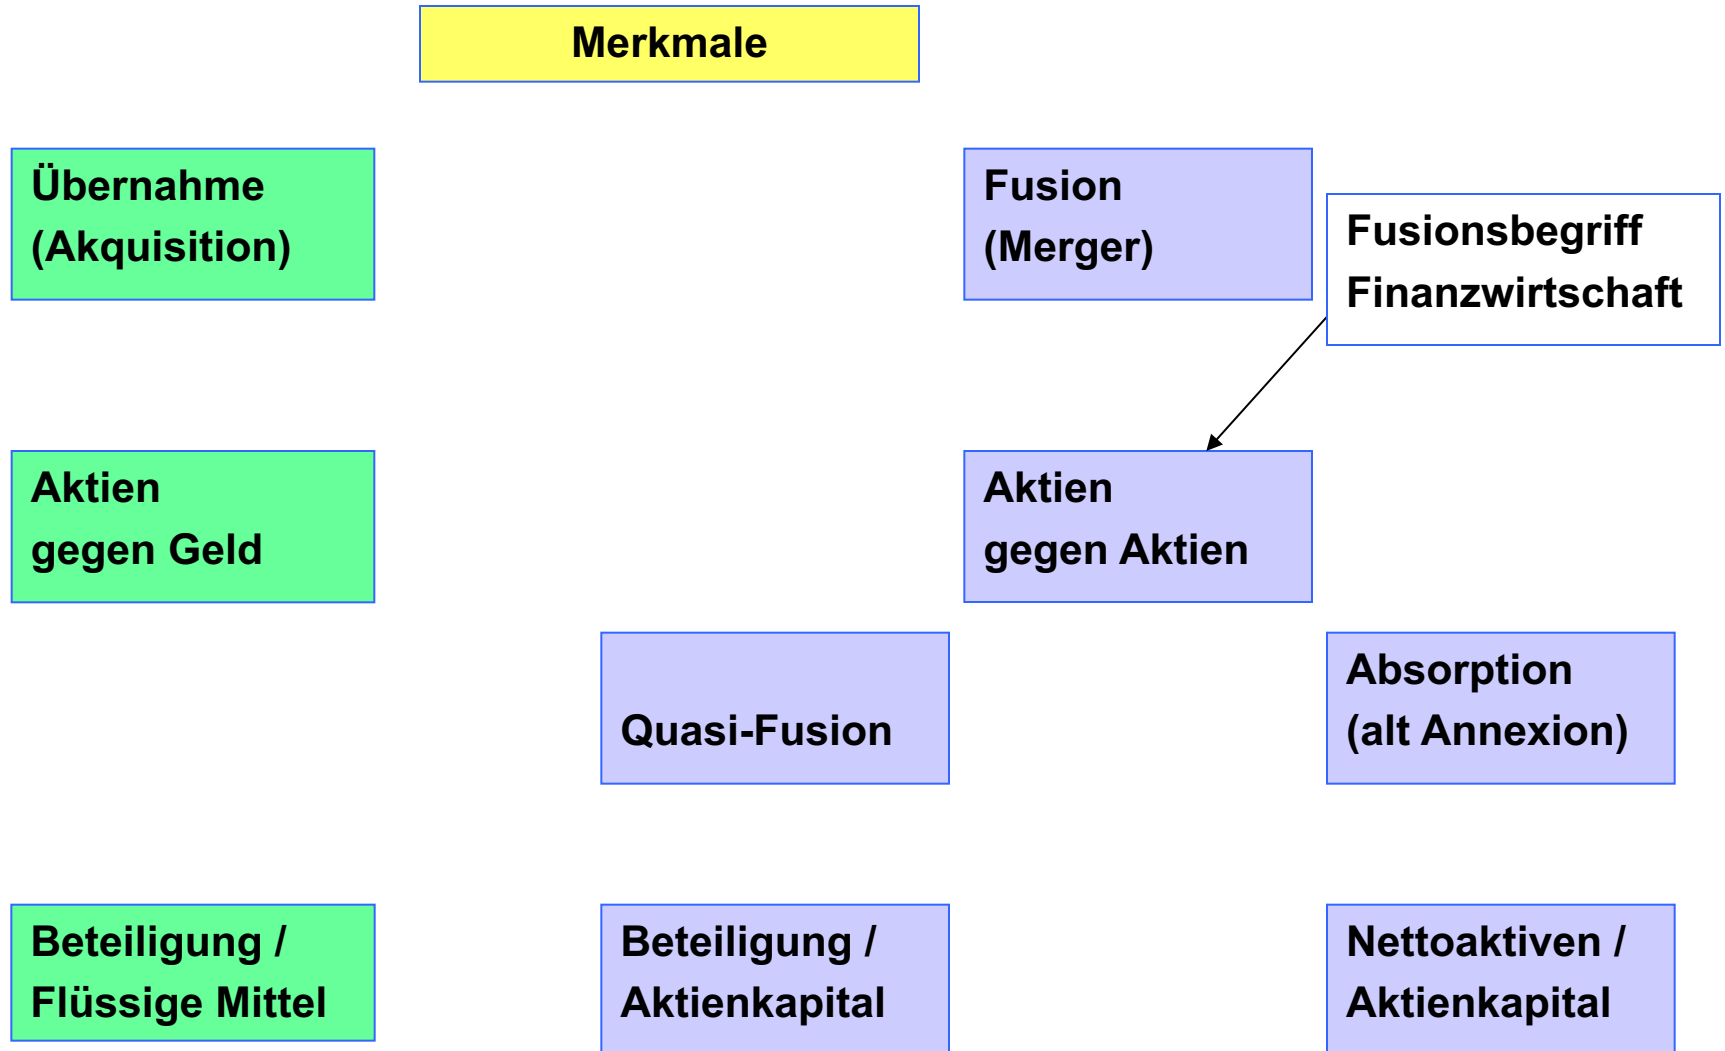 Merkmale
Übernahme
(Akquisition)
Fusion
(Merger)
Fusionsbegriff
Finanzwirtschaft
Aktien
gegen Geld
Aktien
gegen Aktien
Quasi-Fusion
Absorption
(alt Annexion)
Beteiligung /
Flüssige Mittel
Beteiligung /
Aktienkapital
Nettoaktiven /
Aktienkapital